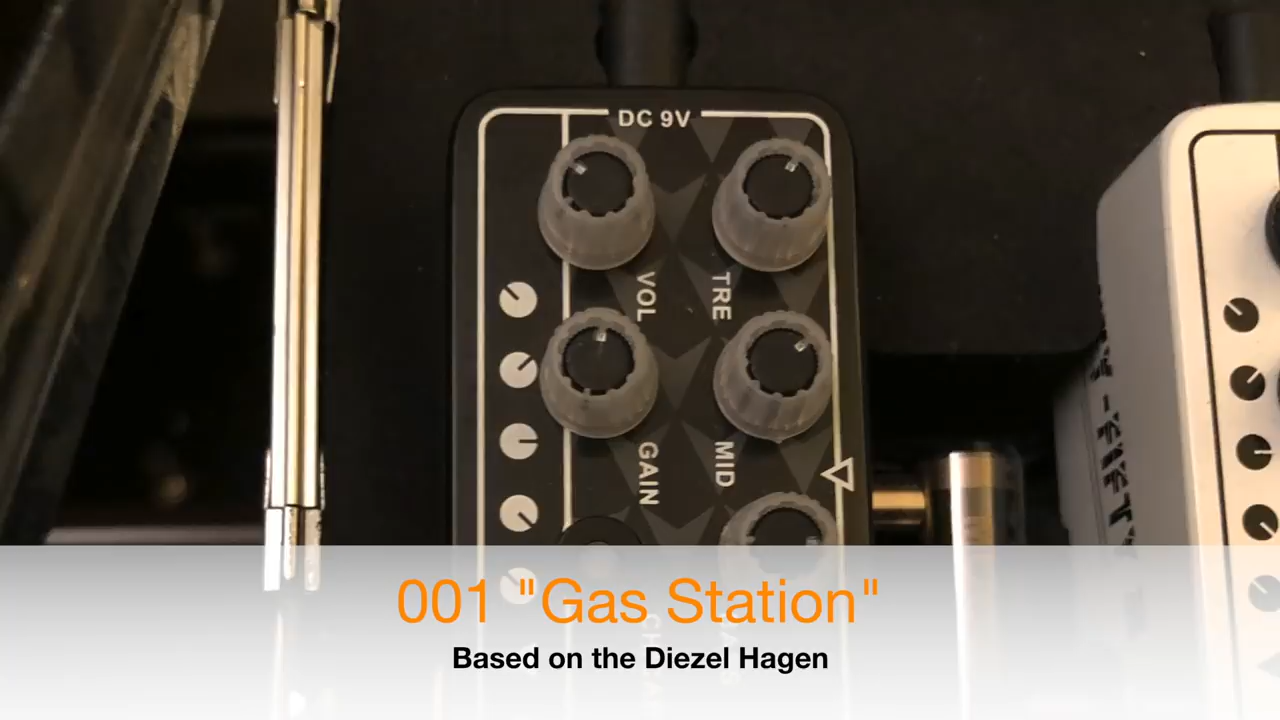 DC 9V
VOL
TRE
GAIN
MID
001 "Gas Station"
Based on the Diezel Hagen